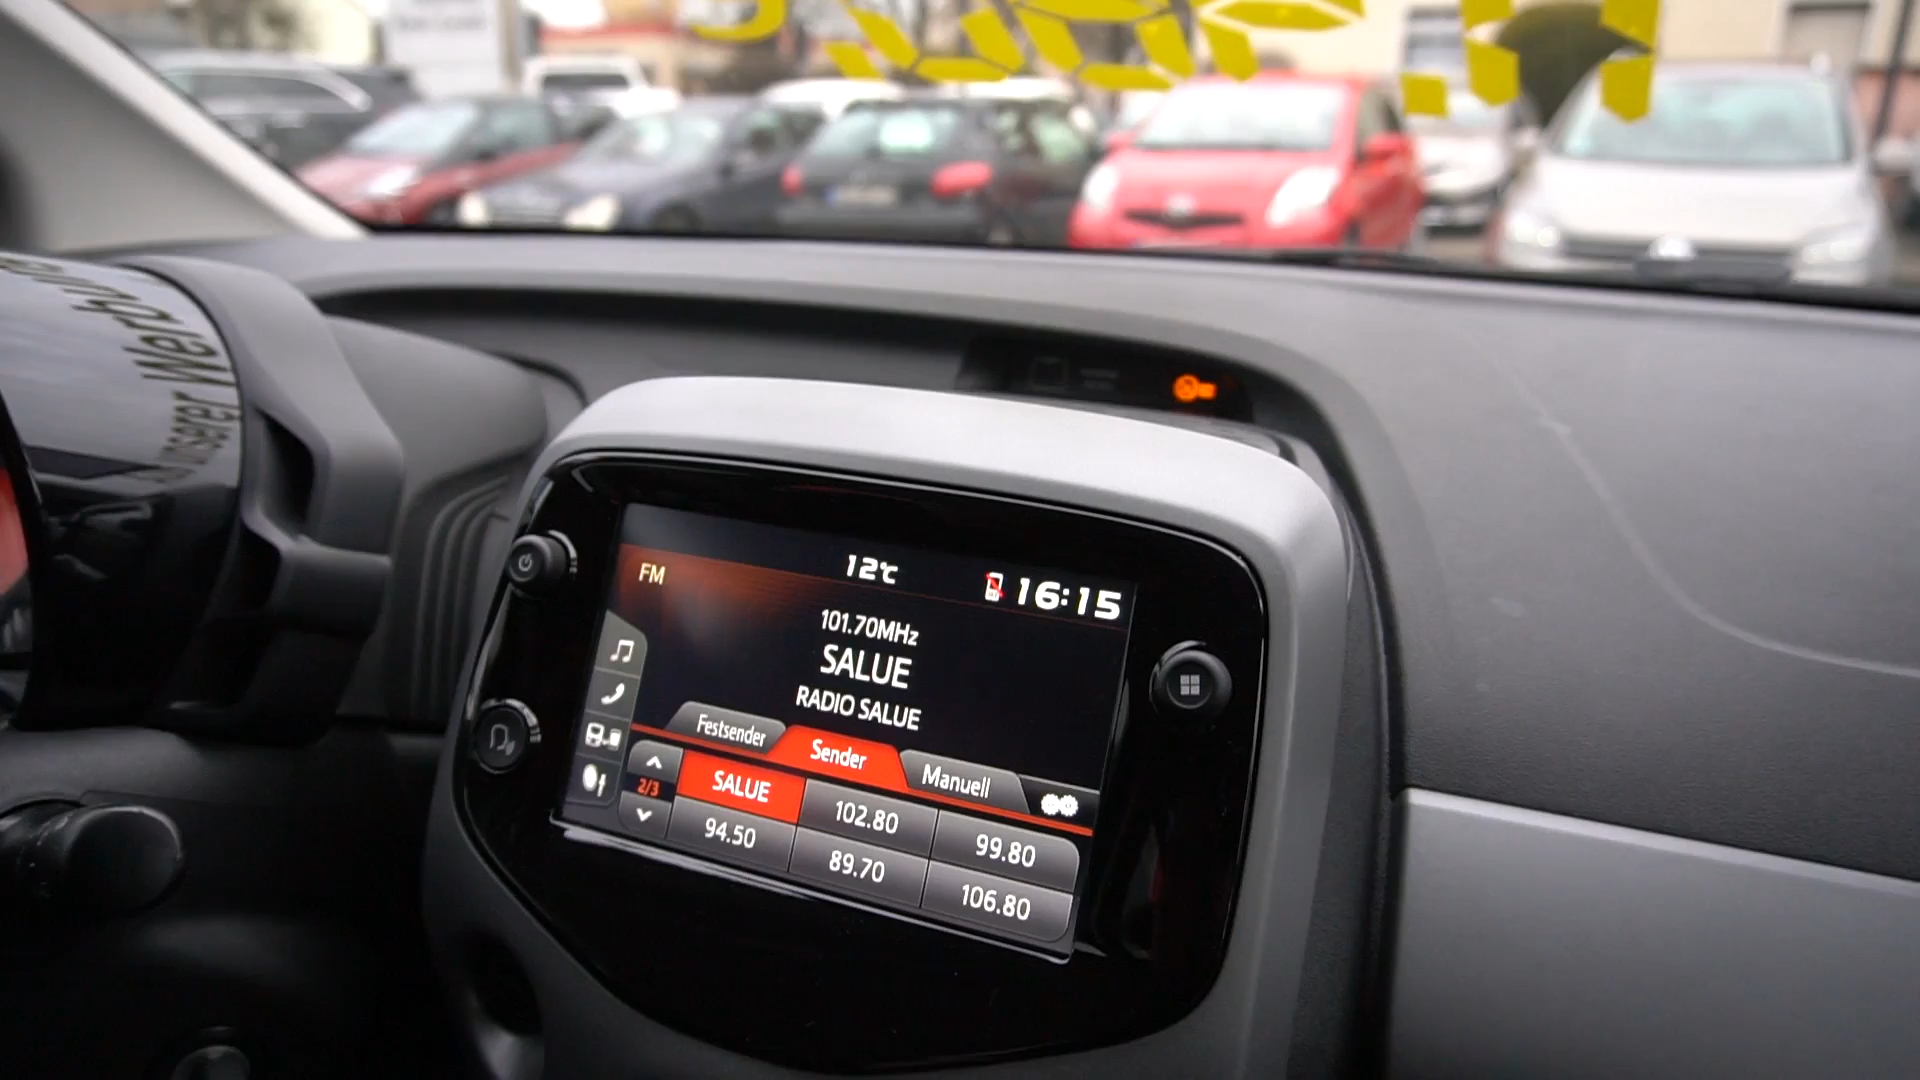 unserer Werbu
FM
12°C
16:15
101.70MHz
SALUE
RADIO SALUE
Festsender
Sender
Manuell
2/3
SALUE
102.80
99.80
94.50
89.70
106.80